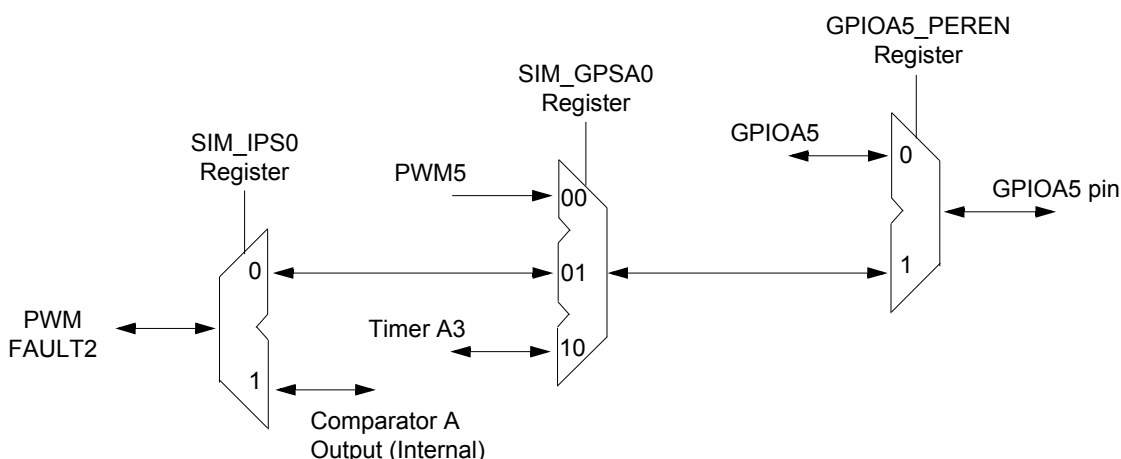 GPIOA5_PEREN
Register
SIM_GPSA0
Register
SIM_IPS0
Register
GPIOA5
0
PWM5
00
GPIOA5 pin
0
01
1
PWM
FAULT2
Timer A3
10
1
Comparator A
Output (Internal)